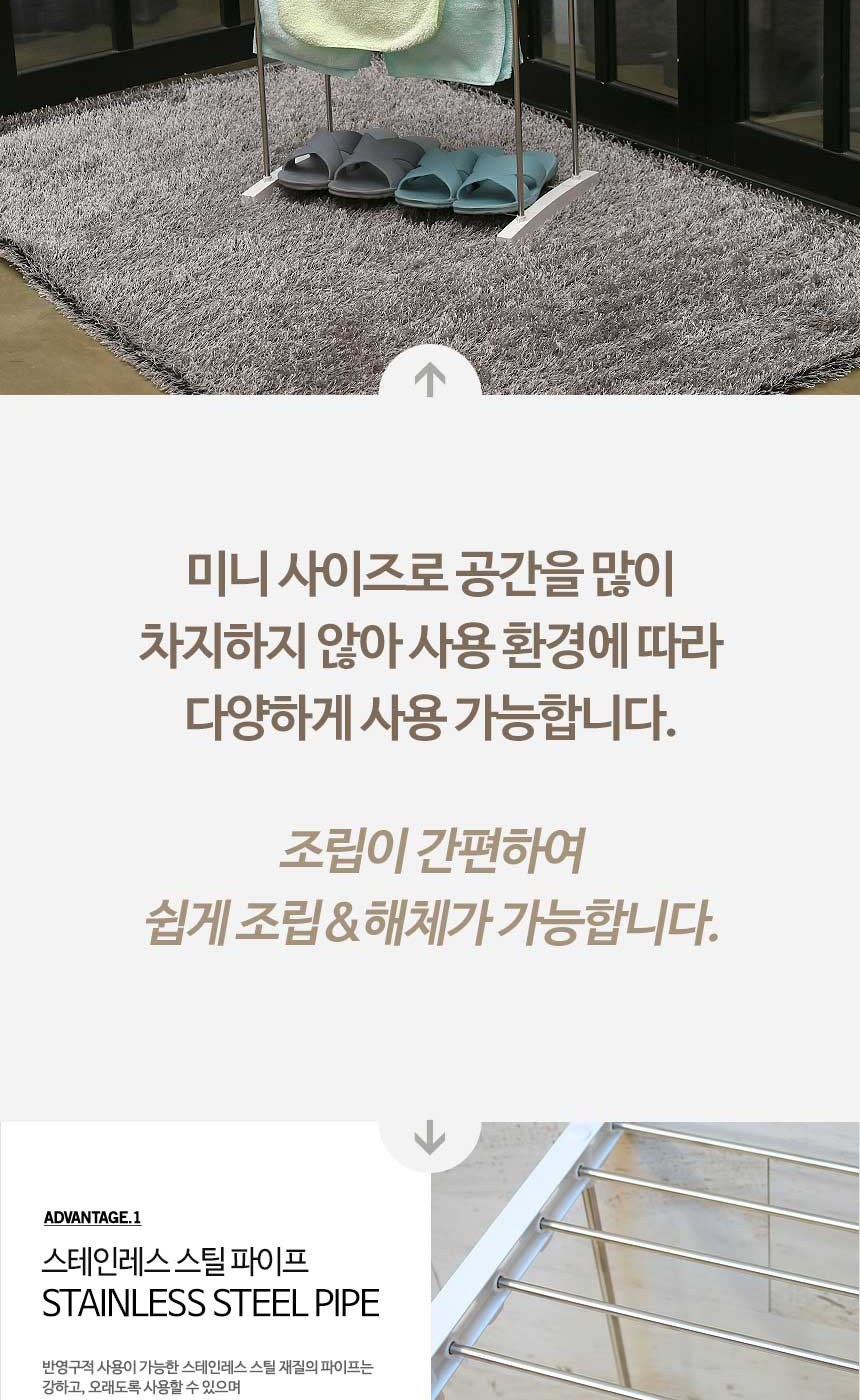 미니 사이즈로 공간을 많이
차지하지 않아 사용 환경에 따라
다양하게 사용 가능합니다.
조립이 간편하여
쉽게 조립&해체가 가능합니다.
ADVANTAGE.1
스테인레스 스틸 파이프
STAINLESS STEEL PIPE
반영구적 사용이 가능한 스테인레스 스틸 재질의 파이프는
강하고, 오래도록 사용할 수 있으며